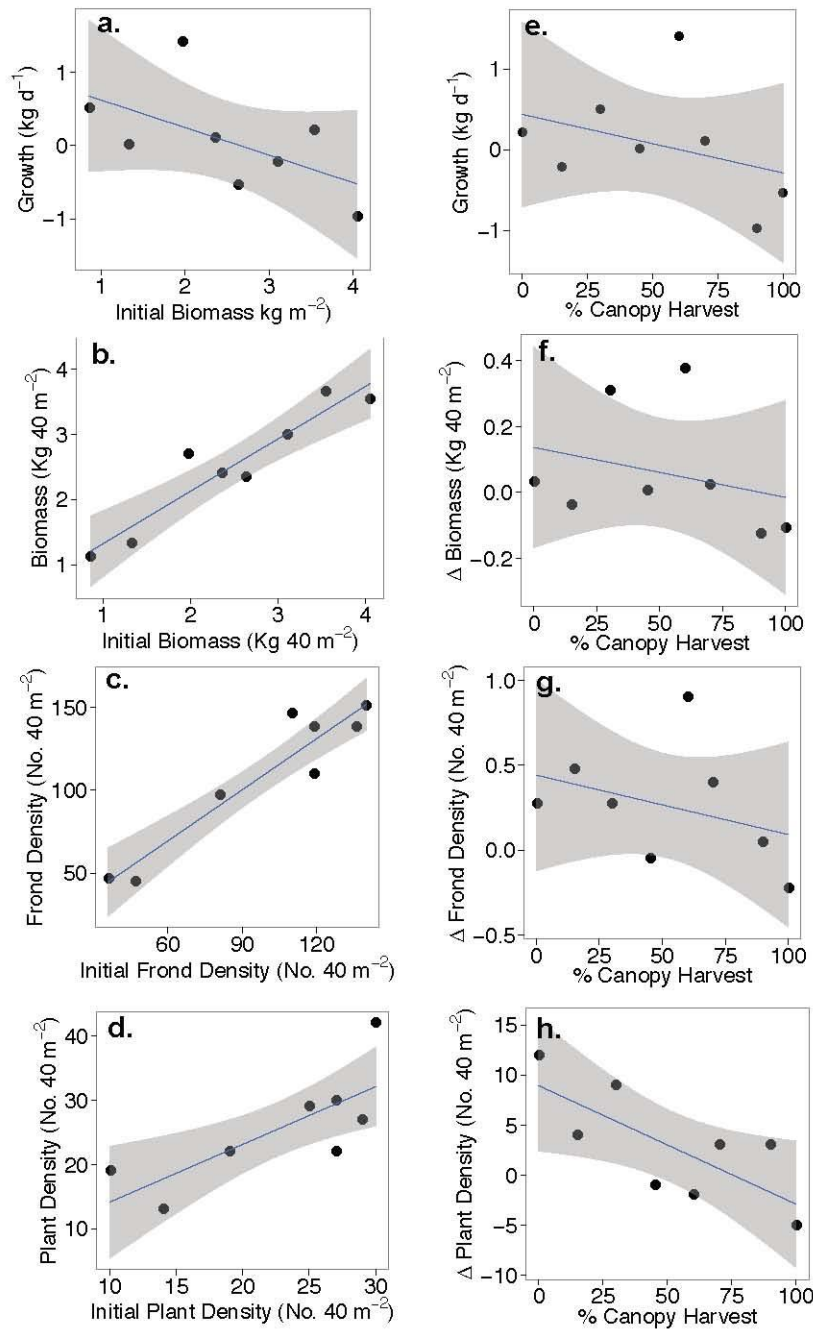 a.
Growth (kg d⁻¹)
1
0
−1
1
2
3
4
Initial Biomass kg m⁻²)
e.
Growth (kg d⁻¹)
1
0
−1
0
25
50
75
100
% Canopy Harvest
b.
Biomass (Kg 40 m⁻²)
4
3
2
1
1
2
3
4
Initial Biomass (Kg 40 m⁻²)
f.
Δ Biomass (Kg 40 m⁻²)
0.4
0.2
0.0
−0.2
0
25
50
75
100
% Canopy Harvest
c.
Frond Density (No. 40 m⁻²)
150
100
50
60
90
120
Initial Frond Density (No. 40 m⁻²)
g.
Δ Frond Density (No. 40 m⁻²)
1.0
0.5
0.0
−0.5
0
25
50
75
100
% Canopy Harvest
d.
Plant Density (No. 40 m⁻²)
40
30
20
10
10
15
20
25
30
Initial Plant Density (No. 40 m⁻²)
h.
Δ Plant Density (No. 40 m⁻²)
15
10
5
0
−5
−10
0
25
50
75
100
% Canopy Harvest